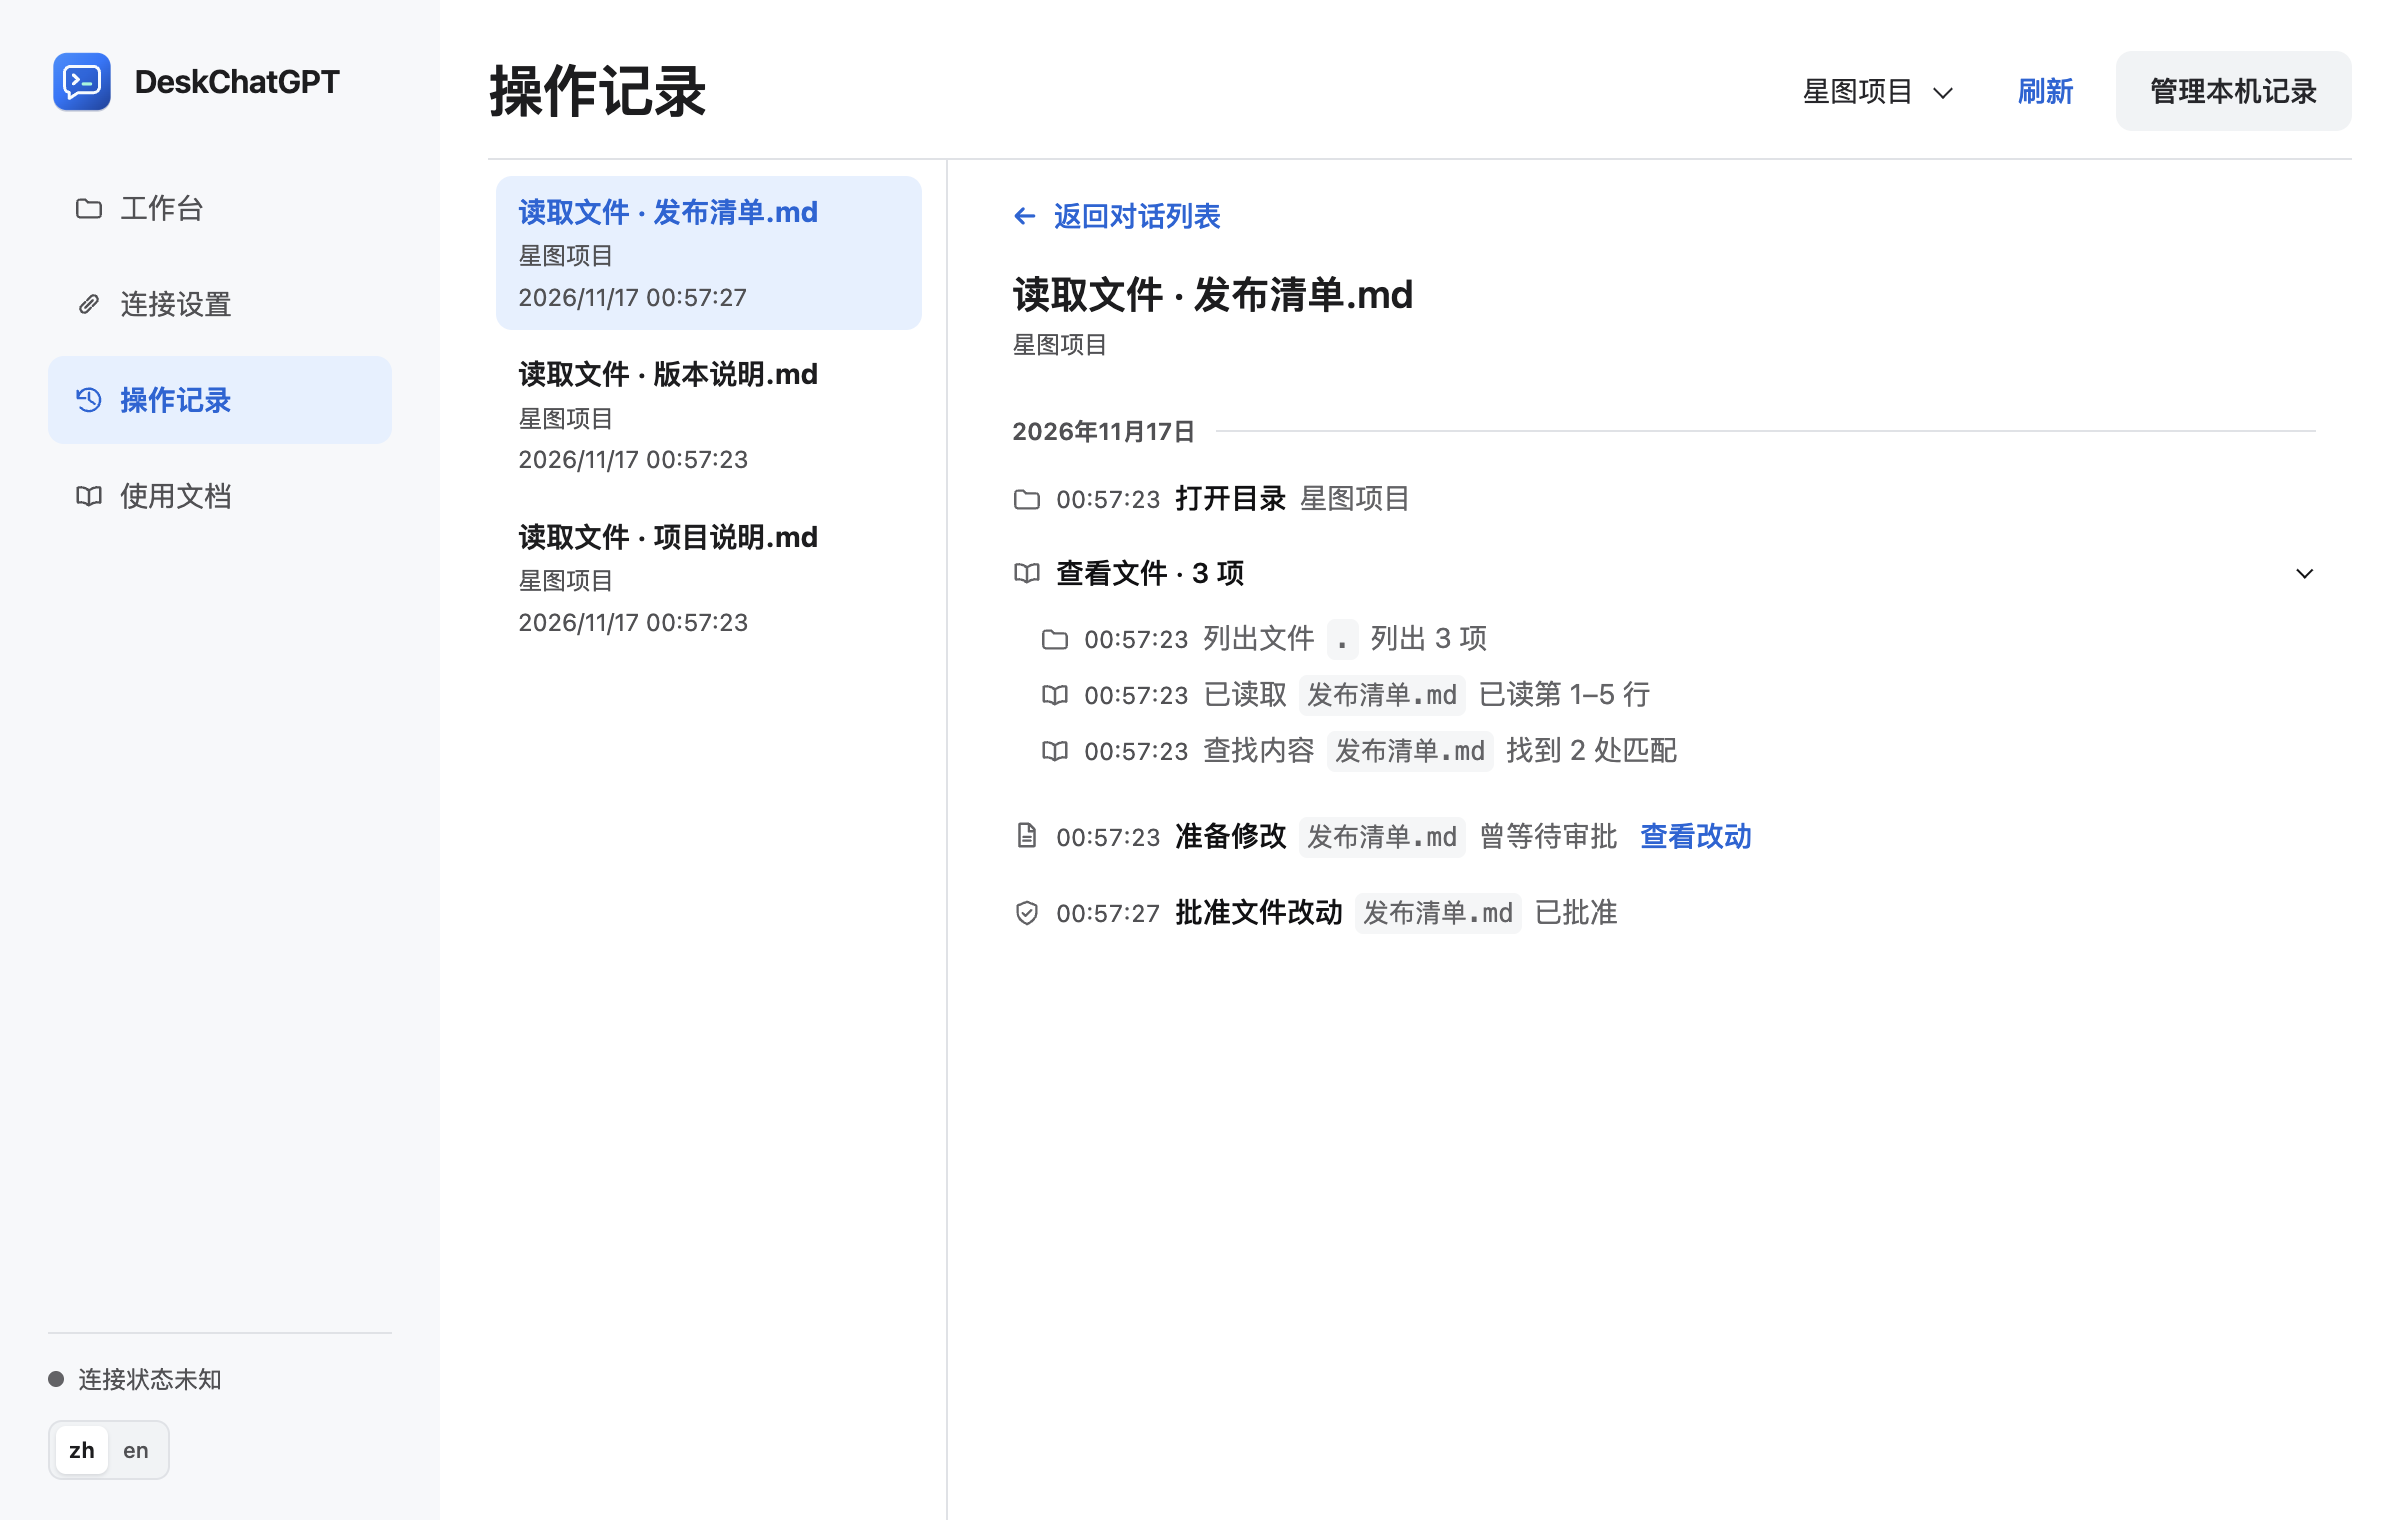 DeskChatGPT
工作台
连接设置
操作记录
使用文档
连接状态未知
zh en
操作记录
星图项目
刷新
管理本机记录
读取文件 · 发布清单.md
星图项目
2026/11/17 00:57:27
读取文件 · 版本说明.md
星图项目
2026/11/17 00:57:23
读取文件 · 项目说明.md
星图项目
2026/11/17 00:57:23
返回对话列表
读取文件 · 发布清单.md
星图项目
2026年11月17日
00:57:23 打开目录 星图项目
查看文件 · 3 项
00:57:23 列出文件 . 列出 3 项
00:57:23 已读取 发布清单.md 已读第 1–5 行
00:57:23 查找内容 发布清单.md 找到 2 处匹配
00:57:23 准备修改 发布清单.md 曾等待审批 查看改动
00:57:27 批准文件改动 发布清单.md 已批准